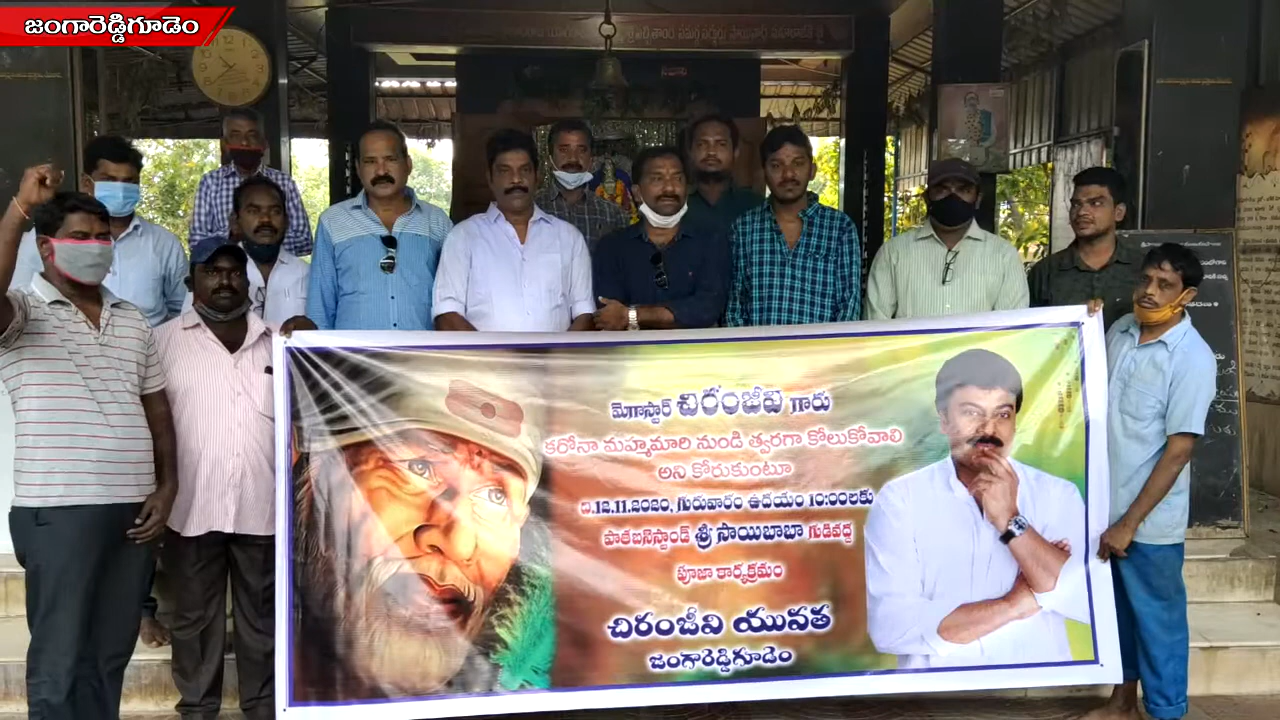 జంగారెడ్డిగూడెం
మెగాస్టార్ చిరంజీవి గారు
కరోనా మహమ్మారి నుండి త్వరగా కోలుకోవాలి
అని కోరుకుంటూ
ది.12.11.2020, గురువారం ఉదయం 10:00లకు
పాతబస్టాండ్ శ్రీ సాయిబాబా గుడివద్ద
పూజా కార్యక్రమం
చిరంజీవి యువత
జంగారెడ్డిగూడెం